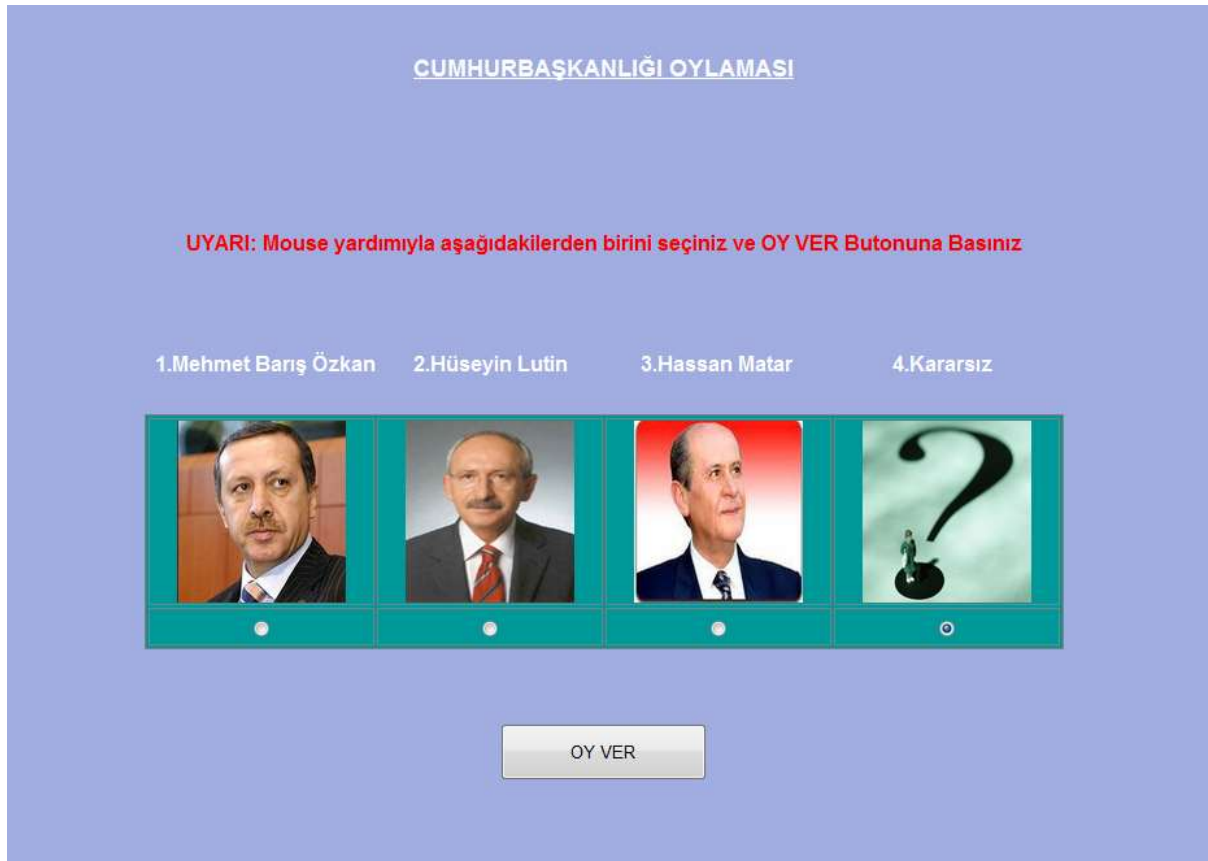 CUMHURBAŞKANLIĞI OYLAMASI
UYARI: Mouse yardımıyla aşağıdakilerden birini seçiniz ve OY VER Butonuna Basınız
1.Mehmet Barış Özkan 2.Hüseyin Lutin 3.Hassan Matar 4.Kararsız
OY VER